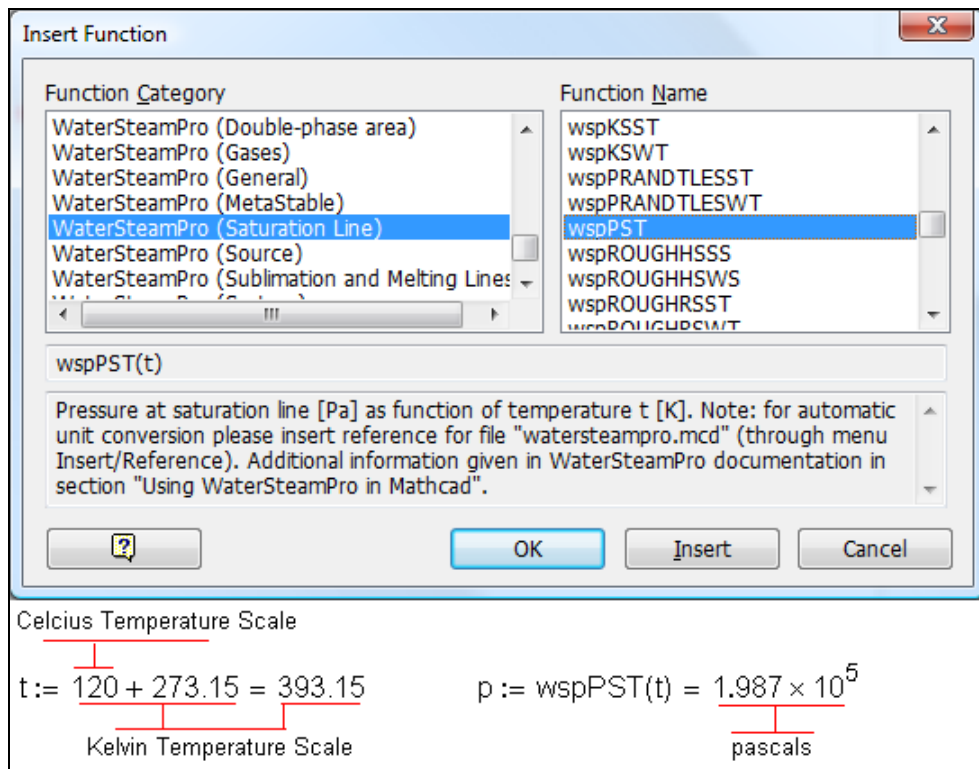 Insert Function
Function Category
WaterSteamPro (Double-phase area)
WaterSteamPro (Gases)
WaterSteamPro (General)
WaterSteamPro (MetaStable)
WaterSteamPro (Saturation Line)
WaterSteamPro (Source)
WaterSteamPro (Sublimation and Melting Lines
Function Name
wspKSST
wspKSWT
wspPRANDTLESST
wspPRANDTLESWT
wspPST
wspROUGHHSSS
wspROUGHHSWS
wspROUGHRSST
wspROUGHRSWT
wspPST(t)
Pressure at saturation line [Pa] as function of temperature t [K]. Note: for automatic
unit conversion please insert reference for file "watersteampro.mcd" (through menu
Insert/Reference). Additional information given in WaterSteamPro documentation in
section "Using WaterSteamPro in Mathcad".
OK
Insert
Cancel
Celcius Temperature Scale
t := 120 + 273.15 = 393.15
p := wspPST(t) = 1.987 × 10^5
Kelvin Temperature Scale
pascals